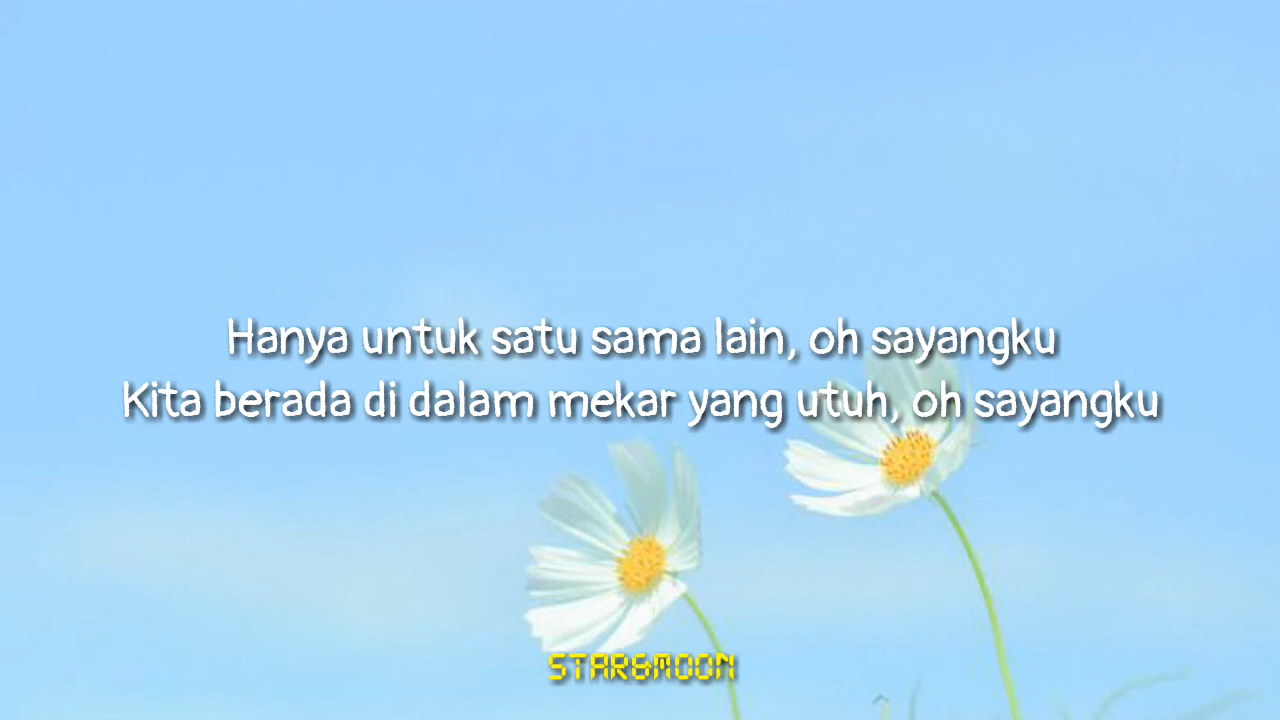 Hanya untuk satu sama lain, oh sayangku
Kita berada di dalam mekar yang utuh, oh sayangku
STAR&MOON